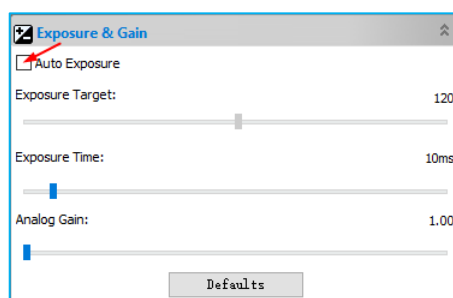 Exposure & Gain
Auto Exposure
Exposure Target: 120
Exposure Time: 10ms
Analog Gain: 1.00
Defaults